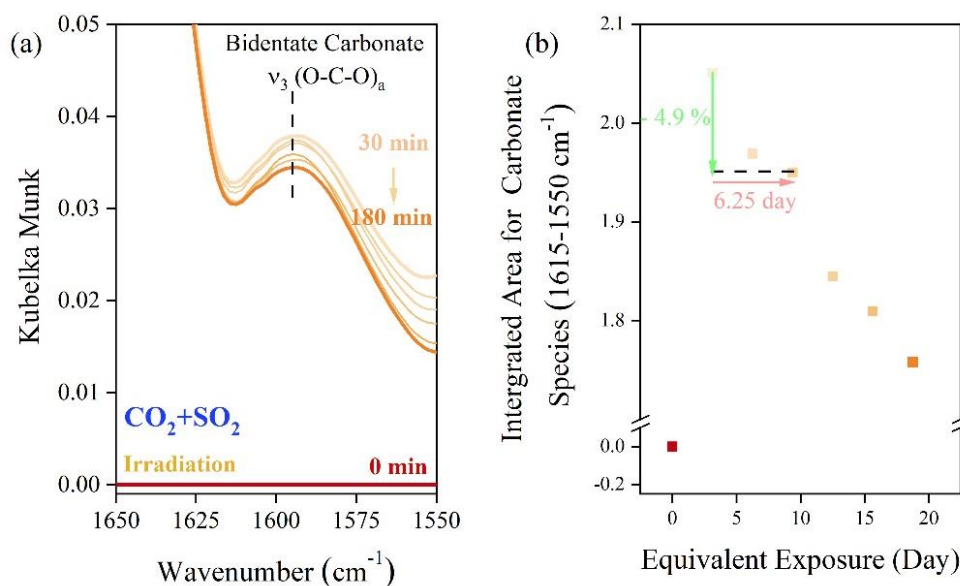 (a)
0.05
0.04
0.03
0.02
0.01
0.00
Kubelka Munk
Bidentate Carbonate
ν₃ (O-C-O)ₐ
30 min
180 min
CO₂+SO₂
Irradiation
0 min
1650
1625
1600
1575
1550
Wavenumber (cm⁻¹)
(b)
2.1
2.0
1.9
1.8
0.0
-0.2
Intergrated Area for Carbonate
Species (1615-1550 cm⁻¹)
- 4.9 %
6.25 day
0
5
10
15
20
Equivalent Exposure (Day)